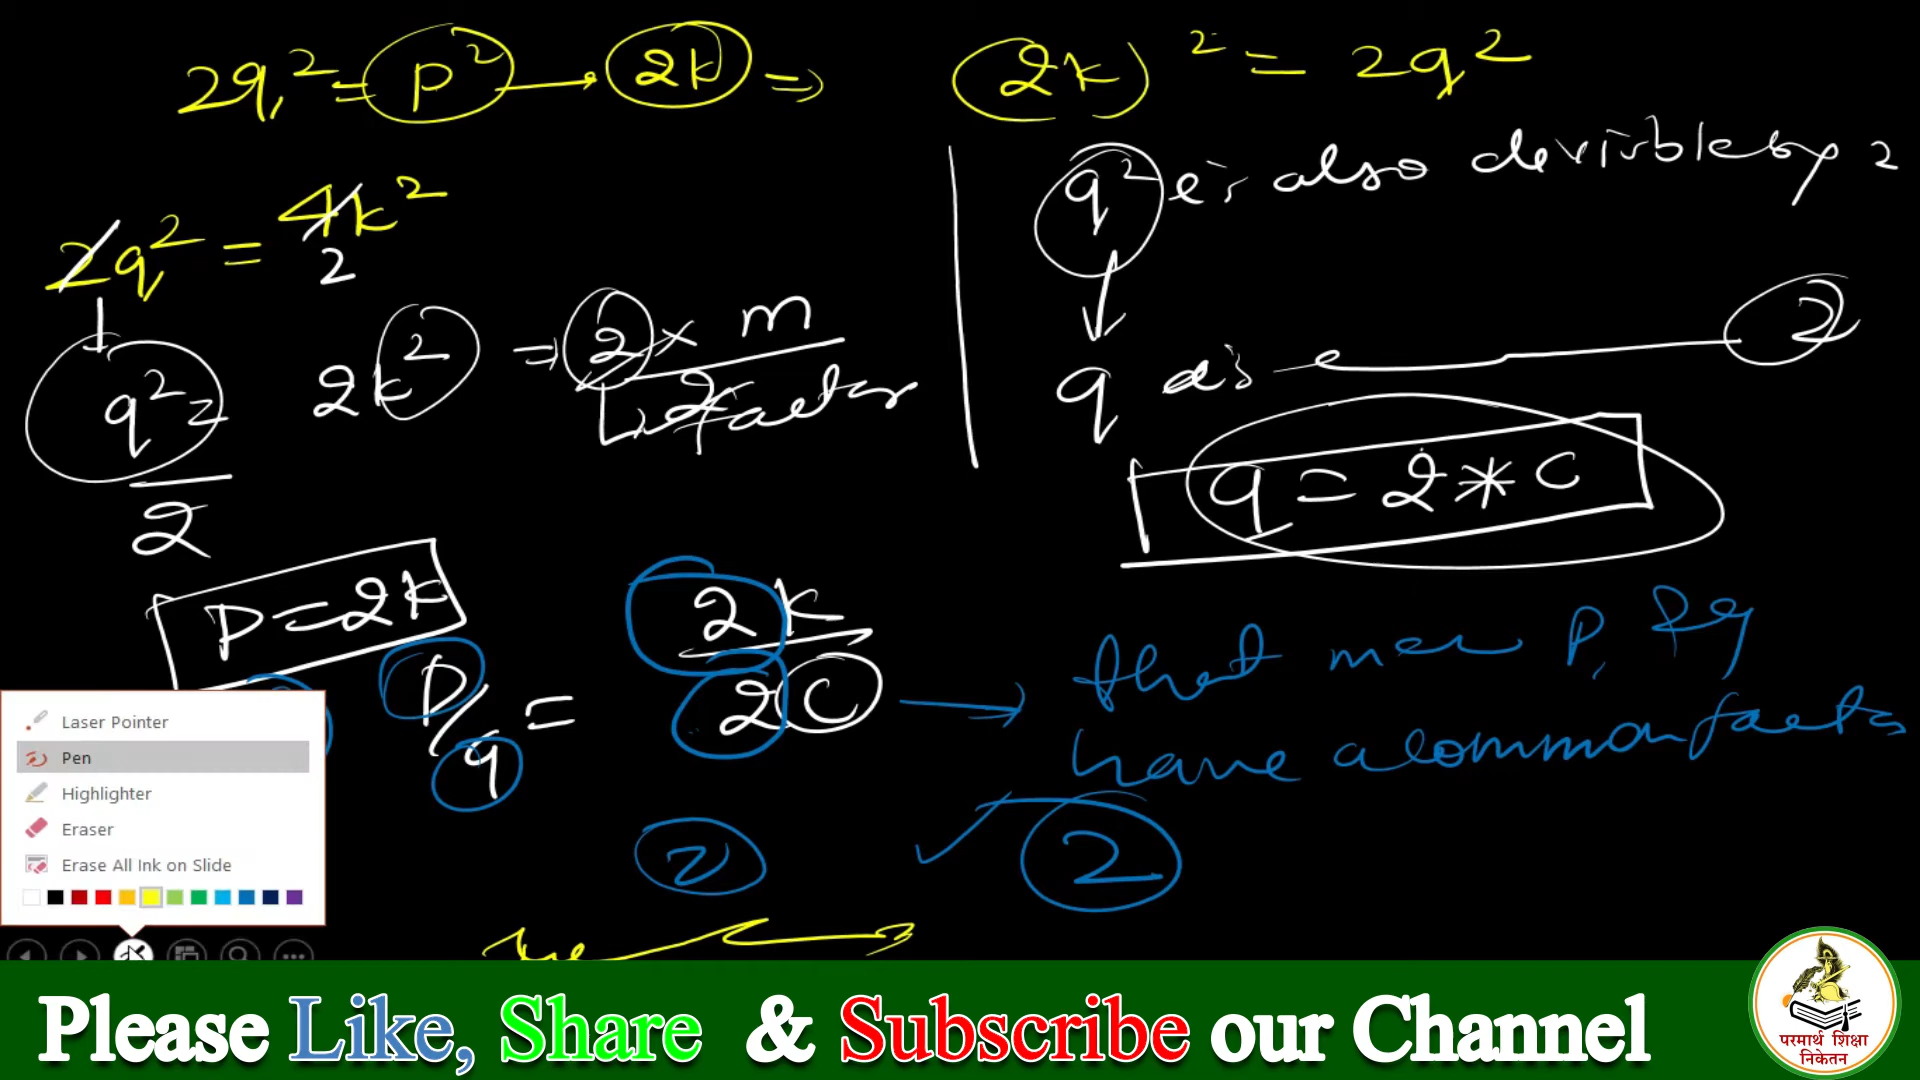 2q² = p² → 2k ⇒ (2k)² = 2q²
q² is also devisible by 2
2q² = 4k²
2
q² = 2k² ⇒ 2 × m
2
factor
q is 2
q = 2 * c
P = 2k
P/q = 2k / 2c → that P,
have a common factor
2
2
Laser Pointer
Pen
Highlighter
Eraser
Erase All Ink on Slide
Please Like, Share & Subscribe our Channel
परमार्थ शिक्षा
निकेतन